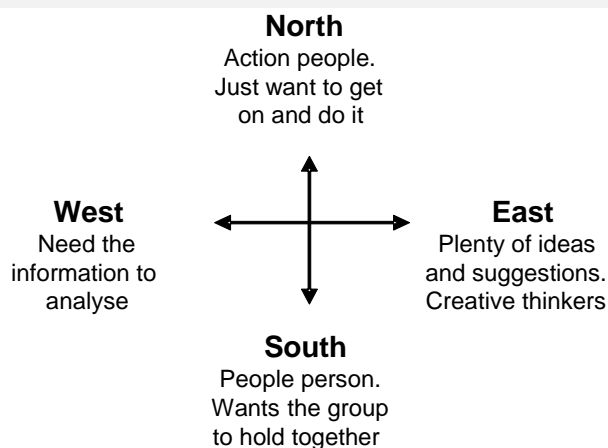 North
Action people.
Just want to get
on and do it
West
Need the
information to
analyse
East
Plenty of ideas
and suggestions.
Creative thinkers
South
People person.
Wants the group
to hold together